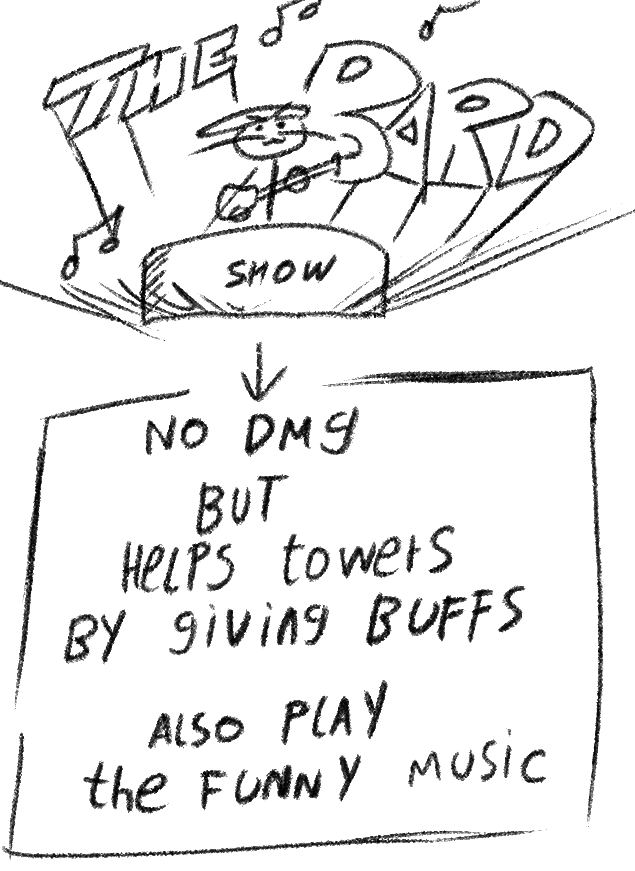 THE BARD
SHOW
NO DMg
BUT
HELPS towers
BY giving BUFFS
ALSO PLAY
the FUNNY MUSIC